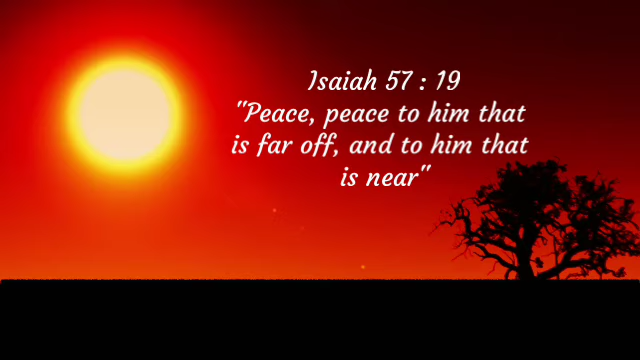 Isaiah 57 : 19
"Peace, peace to him that
is far off, and to him that
is near"